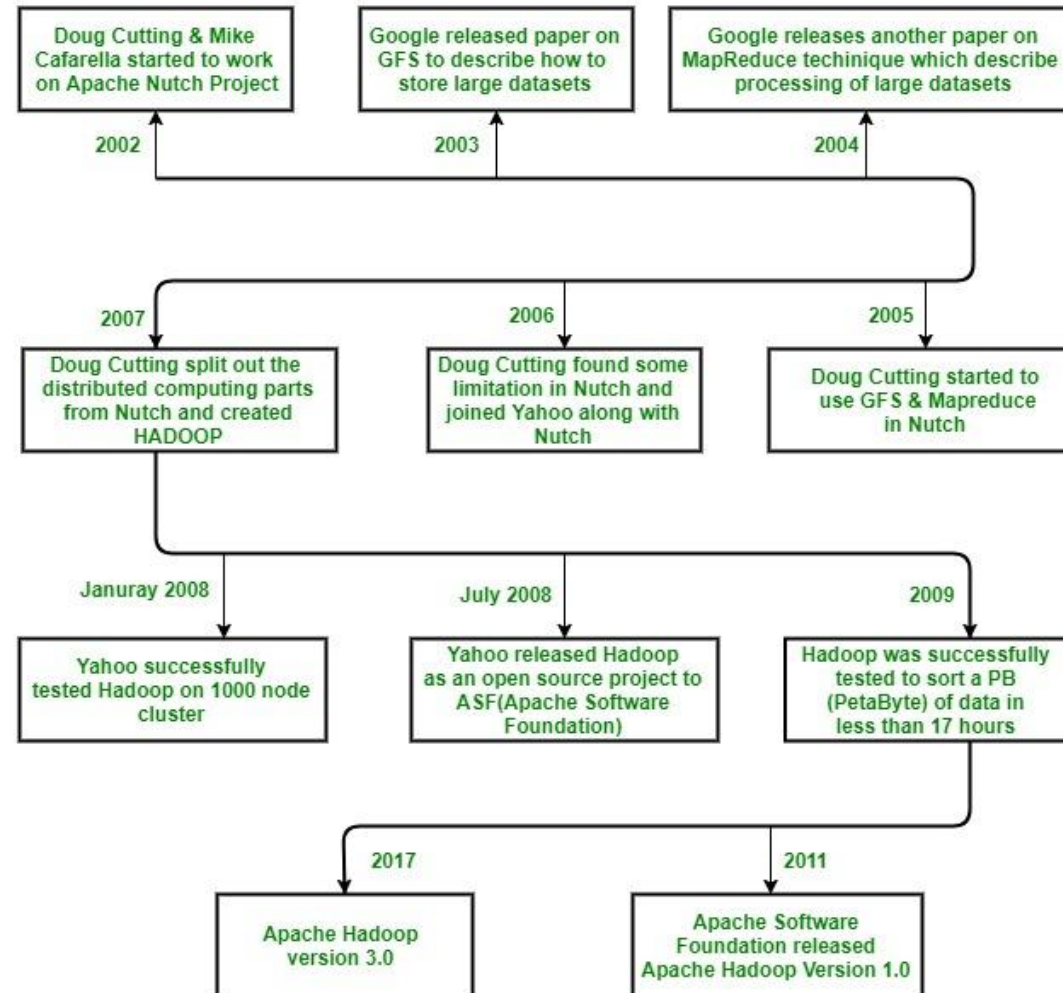 Doug Cutting & Mike
Cafarella started to work
on Apache Nutch Project
Google released paper on
GFS to describe how to
store large datasets
Google releases another paper on
MapReduce techinique which describe
processing of large datasets
2002
2003
2004
2007
2006
2005
Doug Cutting split out the
distributed computing parts
from Nutch and created
HADOOP
Doug Cutting found some
limitation in Nutch and
joined Yahoo along with
Nutch
Doug Cutting started to
use GFS & Mapreduce
in Nutch
Januray 2008
July 2008
2009
Yahoo successfully
tested Hadoop on 1000 node
cluster
Yahoo released Hadoop
as an open source project to
ASF(Apache Software
Foundation)
Hadoop was successfully
tested to sort a PB
(PetaByte) of data in
less than 17 hours
2017
2011
Apache Hadoop
version 3.0
Apache Software
Foundation released
Apache Hadoop Version 1.0